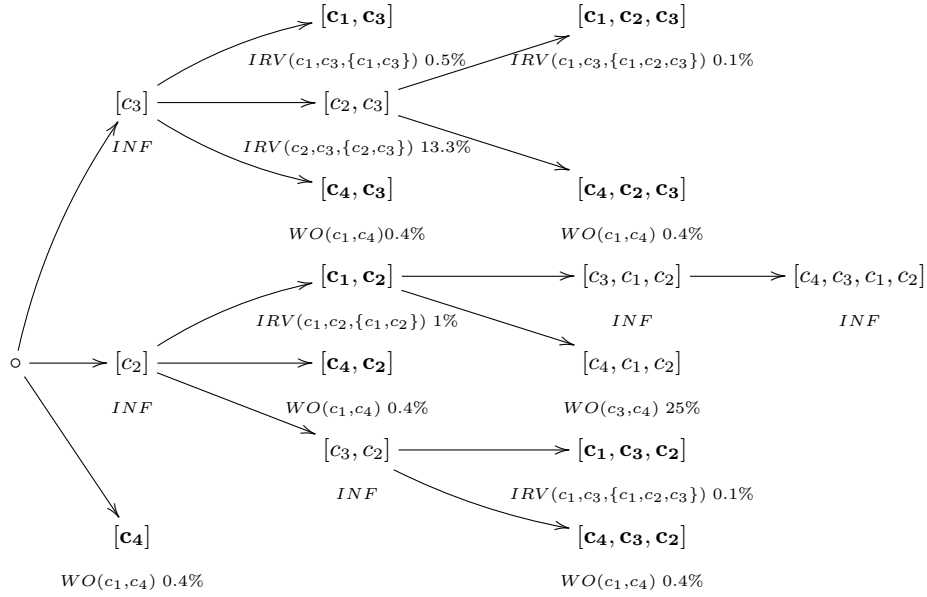 [c₁, c₃] [c₁, c₂, c₃]
IRV(c₁,c₃,{c₁,c₃}) 0.5% IRV(c₁,c₃,{c₁,c₂,c₃}) 0.1%
[c₃] [c₂, c₃]
INF IRV(c₂,c₃,{c₂,c₃}) 13.3%
[c₄, c₃] [c₄, c₂, c₃]
WO(c₁,c₄)0.4% WO(c₁,c₄) 0.4%
[c₁, c₂] [c₃, c₁, c₂] [c₄, c₃, c₁, c₂]
IRV(c₁,c₂,{c₁,c₂}) 1% INF INF
[c₂] [c₄, c₂] [c₄, c₁, c₂]
INF WO(c₁,c₄) 0.4% WO(c₃,c₄) 25%
[c₃, c₂] [c₁, c₃, c₂]
INF IRV(c₁,c₃,{c₁,c₂,c₃}) 0.1%
[c₄] [c₄, c₃, c₂]
WO(c₁,c₄) 0.4% WO(c₁,c₄) 0.4%